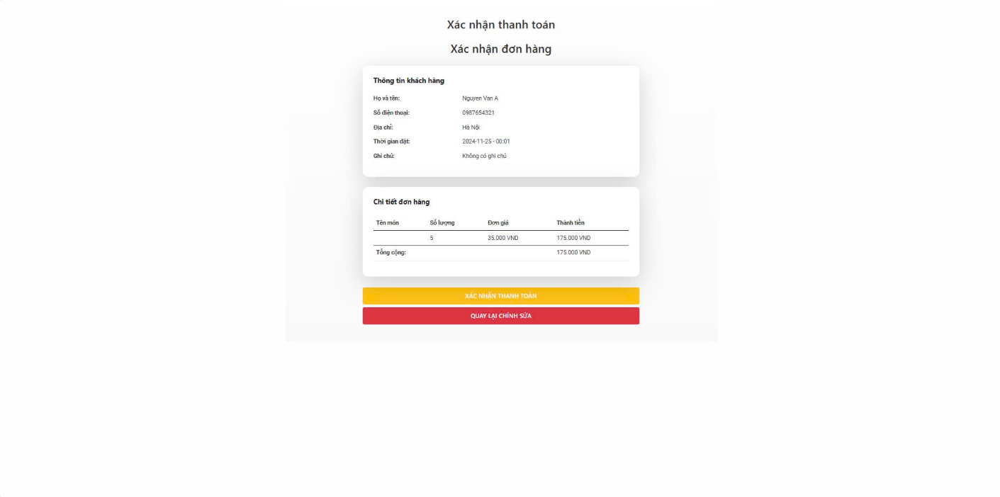 Xác nhận thanh toán
Xác nhận đơn hàng
Thông tin khách hàng
Họ và tên: Nguyen Van A
Số điện thoại: 0987654321
Địa chỉ: Hà Nội
Thời gian đặt: 2024-11-25 - 00:01
Ghi chú: Không có ghi chú
Chi tiết đơn hàng
Tên món Số lượng Đơn giá Thành tiền
5 35.000 VND 175.000 VND
Tổng cộng: 175.000 VND
XÁC NHẬN THANH TOÁN
QUAY LẠI CHỈNH SỬA